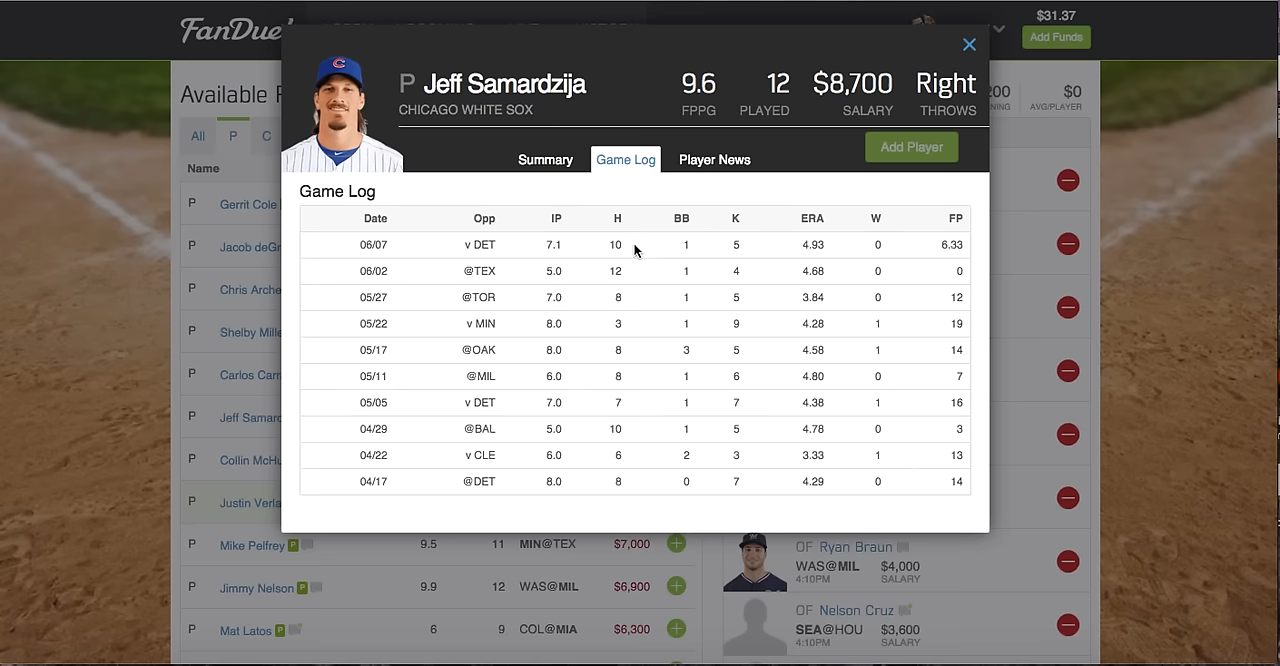 $31.37
FanDuel
Add Funds
P Jeff Samardzija
CHICAGO WHITE SOX
9.6 12 $8,700 Right
FPPG PLAYED SALARY THROWS
Add Player
Summary Game Log Player News
Game Log
Date Opp IP H BB K ERA W FP
06/07 v DET 7.1 10 1 5 4.93 0 6.33
06/02 @TEX 5.0 12 1 4 4.68 0 0
05/27 @TOR 7.0 8 1 5 3.84 0 12
05/22 v MIN 8.0 3 1 9 4.28 1 19
05/17 @OAK 8.0 8 3 5 4.58 1 14
05/11 @MIL 6.0 8 1 6 4.80 0 7
05/05 v DET 7.0 7 1 7 4.38 1 16
04/29 @BAL 5.0 10 1 5 4.78 0 3
04/22 v CLE 6.0 6 2 3 3.33 1 13
04/17 @DET 8.0 8 0 7 4.29 0 14
Available
$0
AVG/PLAYER
All P C
Name
P Gerrit Cole
P Jacob deGr
P Chris Arche
P Shelby Mille
P Carlos Carr
P Jeff Samard
P Collin McHu
P Justin Verla
P Mike Pelfrey P 9.5 11 MIN@TEX $7,000
P Jimmy Nelson P 9.9 12 WAS@MIL $6,900
P Mat Latos P 6 9 COL@MIA $6,300
OF Ryan Braun
WAS@MIL $4,000
4:10PM SALARY
OF Nelson Cruz
SEA@HOU $3,600
4:10PM SALARY